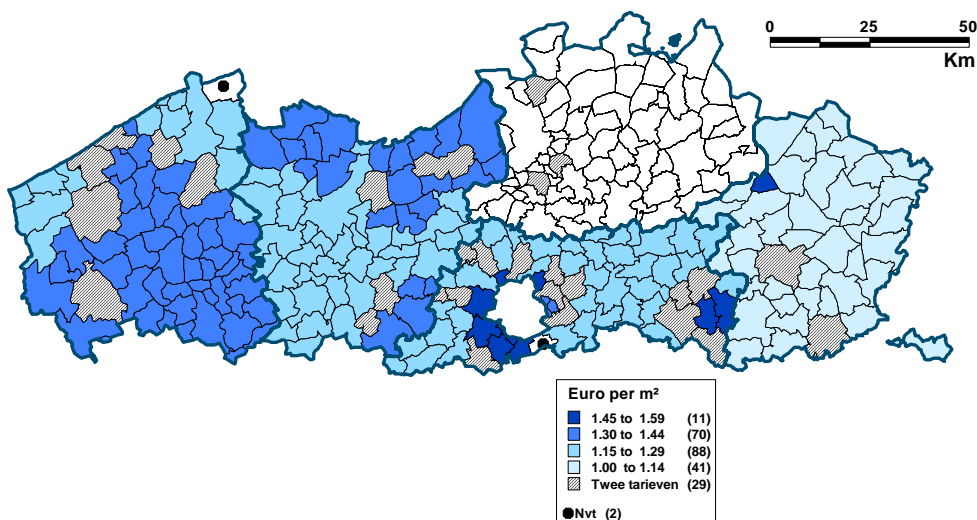 0 25 50
Km
Euro per m²
1.45 to 1.59 (11)
1.30 to 1.44 (70)
1.15 to 1.29 (88)
1.00 to 1.14 (41)
Twee tarieven (29)
Nvt (2)